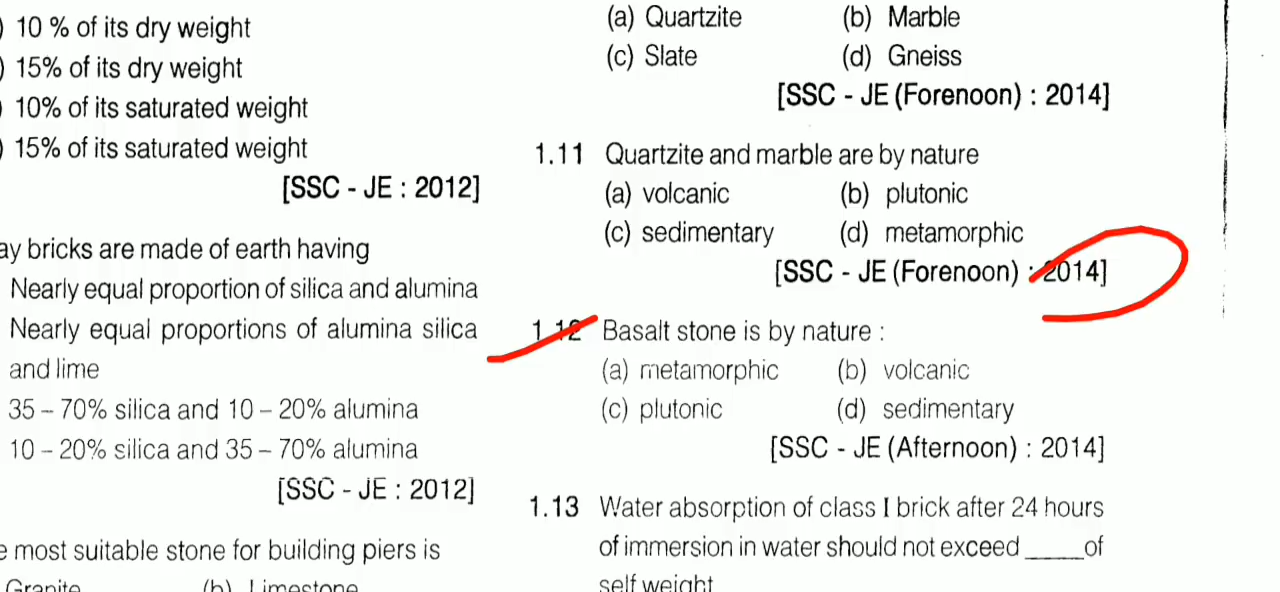 ) 10 % of its dry weight
) 15% of its dry weight
) 10% of its saturated weight
) 15% of its saturated weight
[SSC - JE : 2012]
ay bricks are made of earth having
Nearly equal proportion of silica and alumina
Nearly equal proportions of alumina silica
and lime
35 – 70% silica and 10 – 20% alumina
10 – 20% silica and 35 – 70% alumina
[SSC - JE : 2012]
e most suitable stone for building piers is
Granite (b) Limestone
(a) Quartzite (b) Marble
(c) Slate (d) Gneiss
[SSC - JE (Forenoon) : 2014]
1.11 Quartzite and marble are by nature
(a) volcanic (b) plutonic
(c) sedimentary (d) metamorphic
[SSC - JE (Forenoon) : 2014]
1.12 Basalt stone is by nature :
(a) metamorphic (b) volcanic
(c) plutonic (d) sedimentary
[SSC - JE (Afternoon) : 2014]
1.13 Water absorption of class I brick after 24 hours
of immersion in water should not exceed _____of
self weight